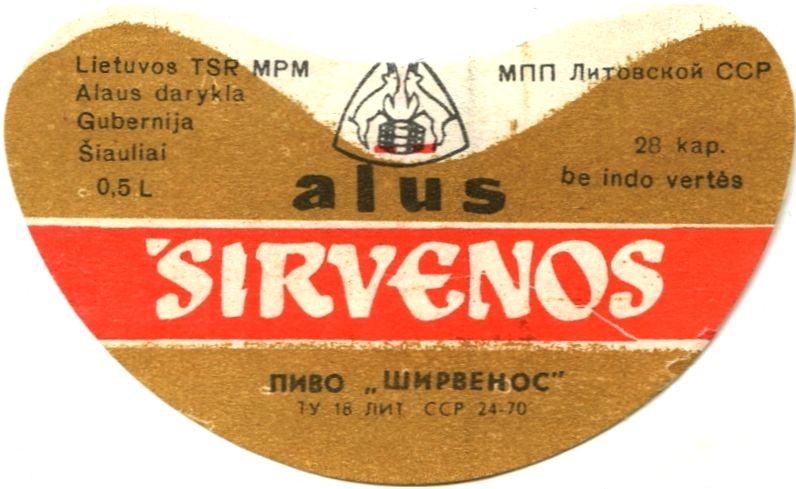 Lietuvos TSR MPM
Alaus darykla
Gubernija
Šiauliai
0,5 L
МПП Литовской ССР
28 kap.
be indo vertės
alus
ŠIRVENOS
ПИВО „ШИРВЕНОС"
ТУ 18 ЛИТ. ССР 24-70